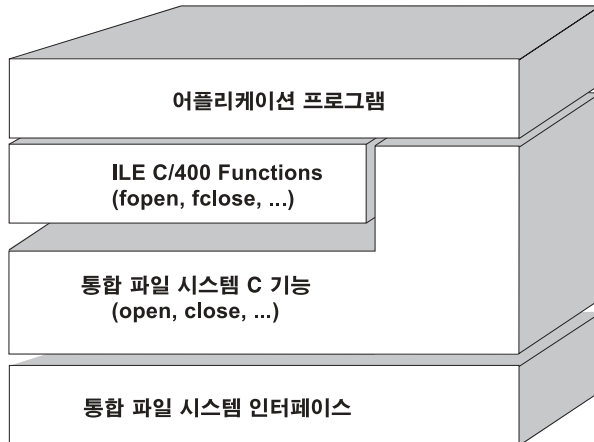 어플리케이션 프로그램
ILE C/400 Functions
(fopen, fclose, ...)
통합 파일 시스템 C 기능
(open, close, ...)
통합 파일 시스템 인터페이스